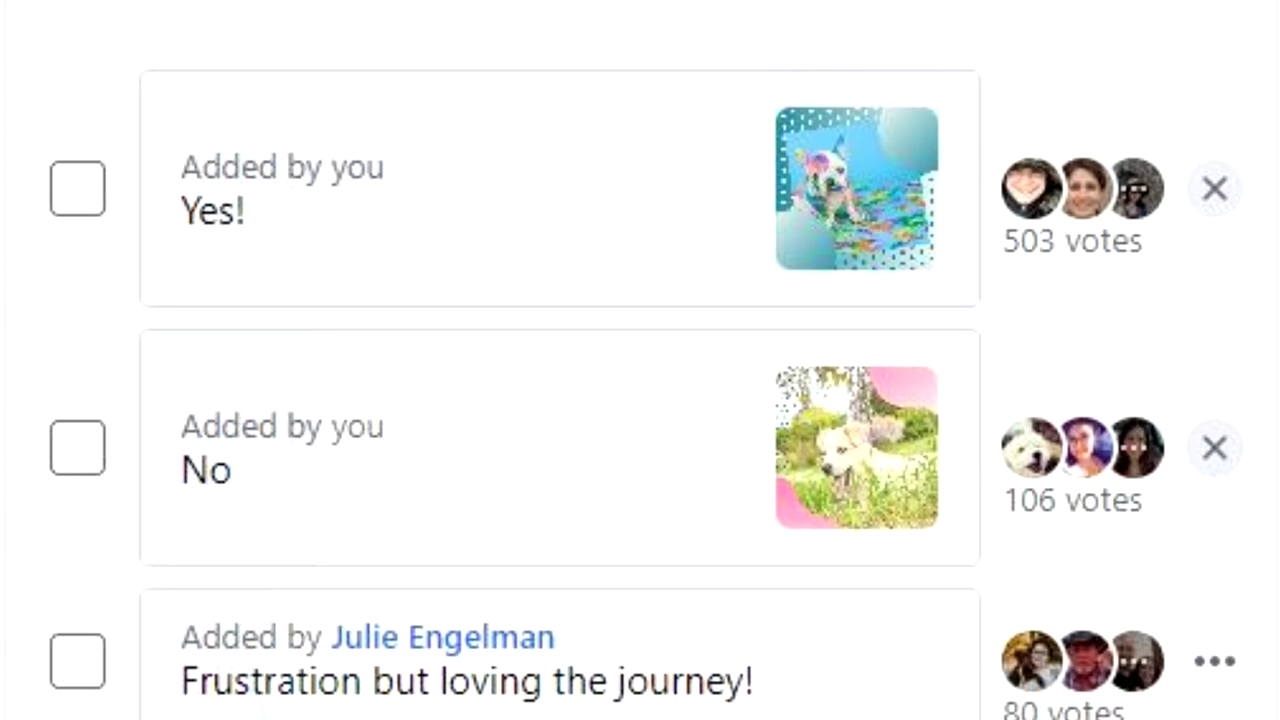 Added by you
Yes!
503 votes
Added by you
No
106 votes
Added by Julie Engelman
Frustration but loving the journey!
80 votes